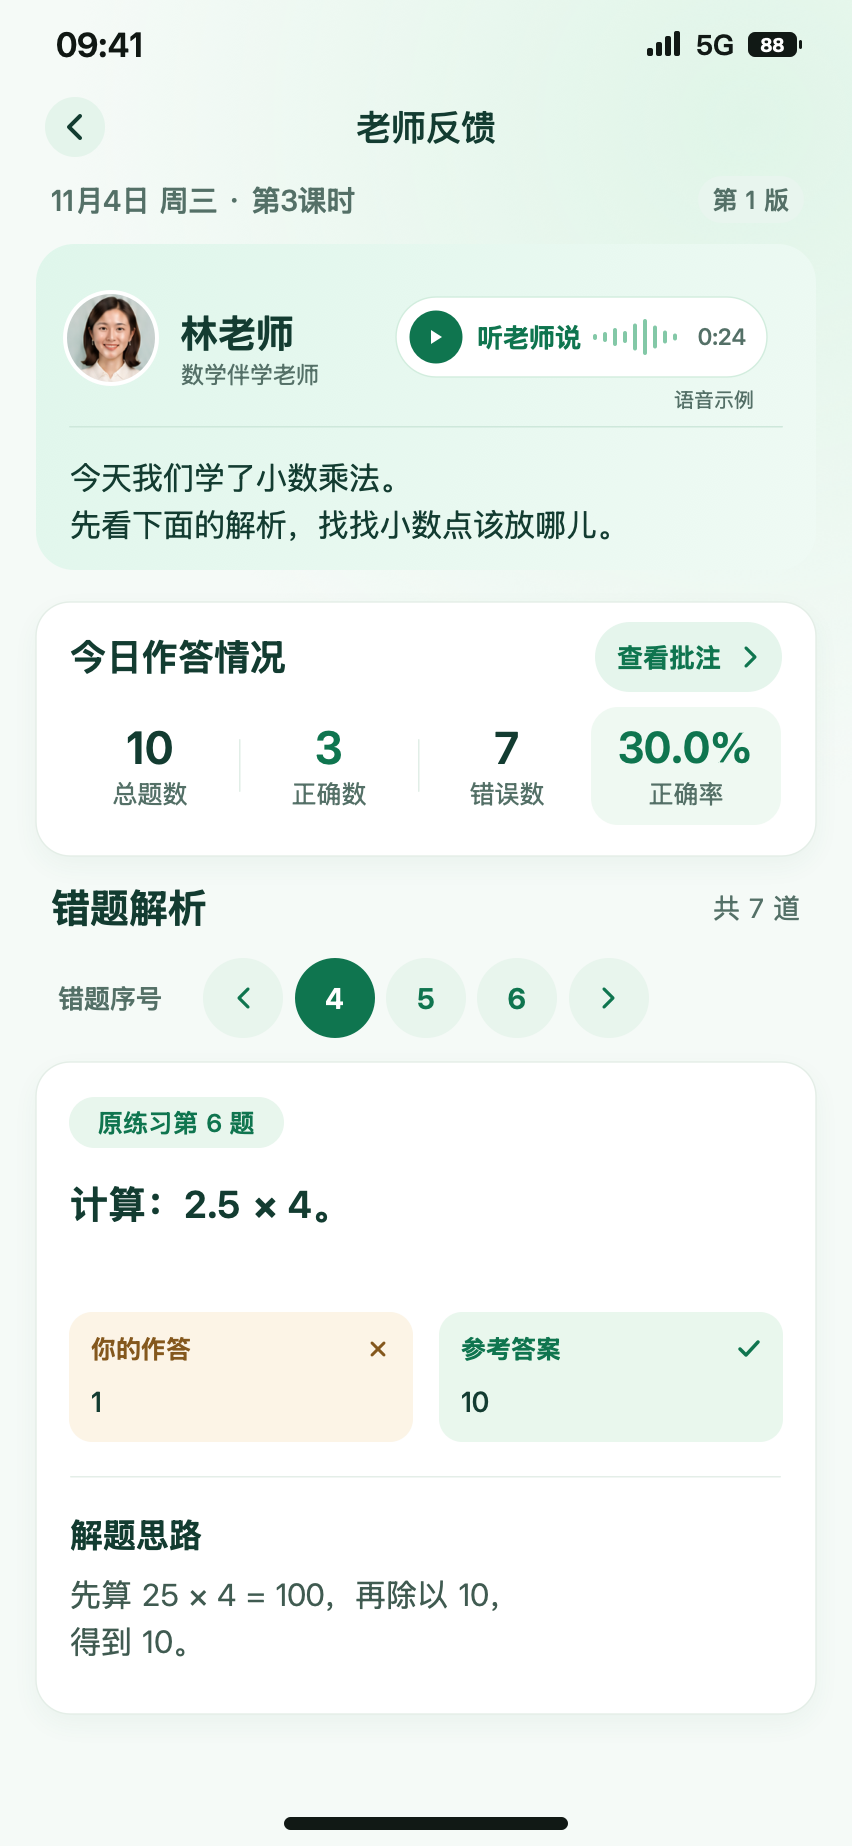 09:41
5G 88
老师反馈
11月4日 周三 · 第3课时
第 1 版
林老师
数学伴学老师
听老师说 0:24
语音示例
今天我们学了小数乘法。
先看下面的解析，找找小数点该放哪儿。
今日作答情况
查看批注
10 3 7 30.0%
总题数 正确数 错误数 正确率
错题解析
共 7 道
错题序号 4 5 6
原练习第 6 题
计算：2.5 × 4。
你的作答
1
参考答案
10
解题思路
先算 25 × 4 = 100，再除以 10，
得到 10。